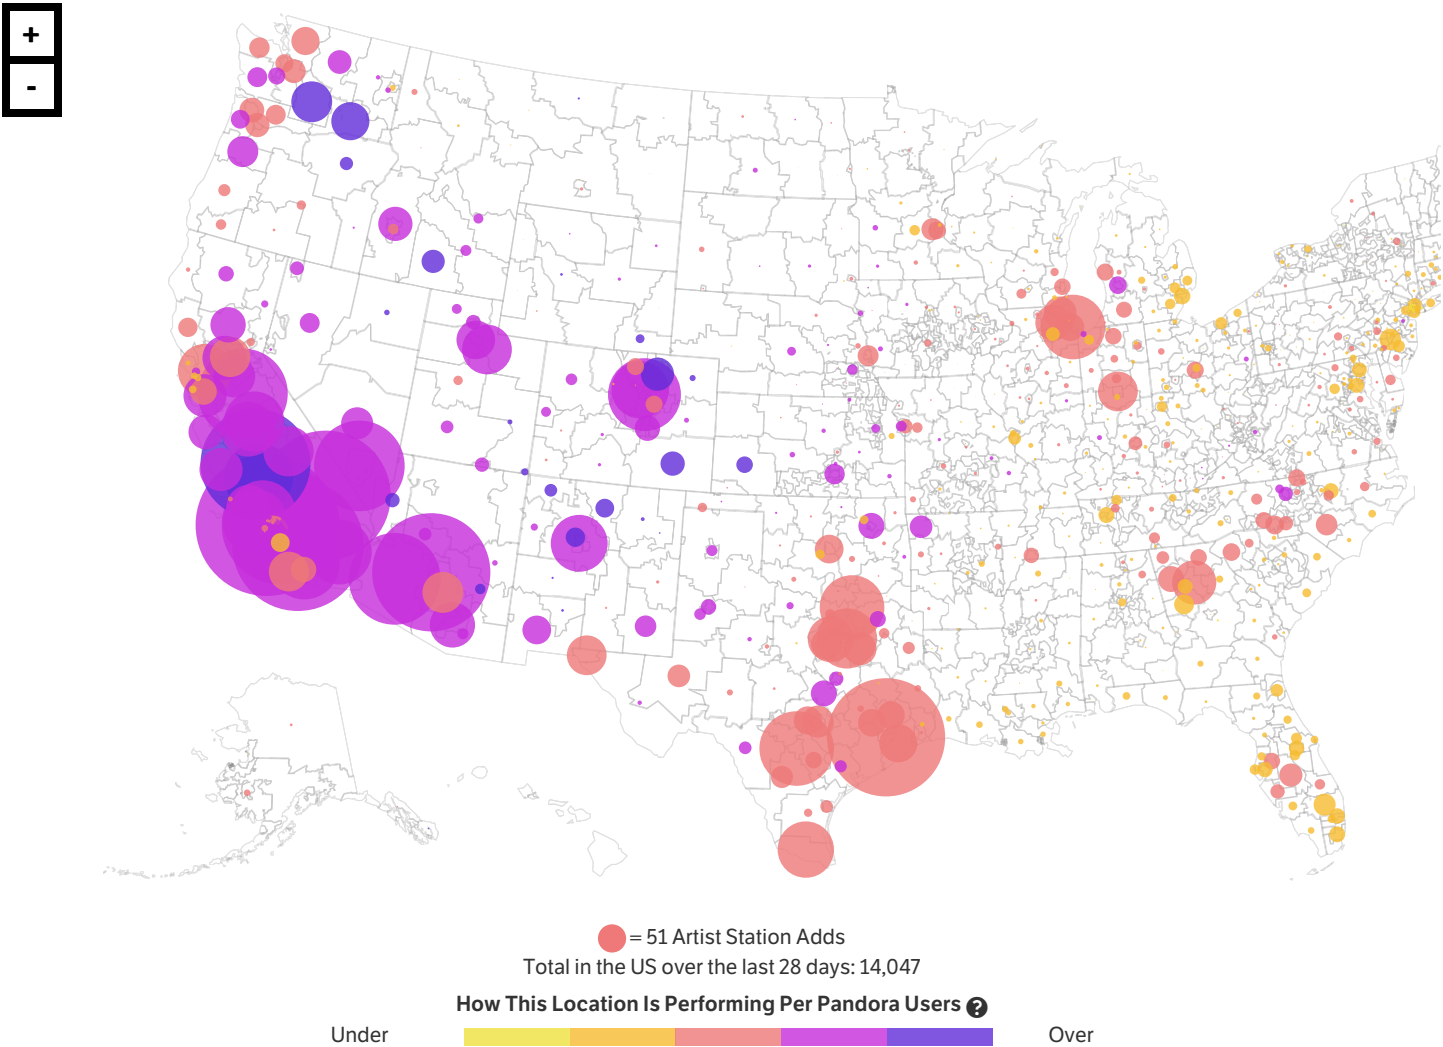 +
-
= 51 Artist Station Adds
Total in the US over the last 28 days: 14,047
How This Location Is Performing Per Pandora Users ?
Under Over